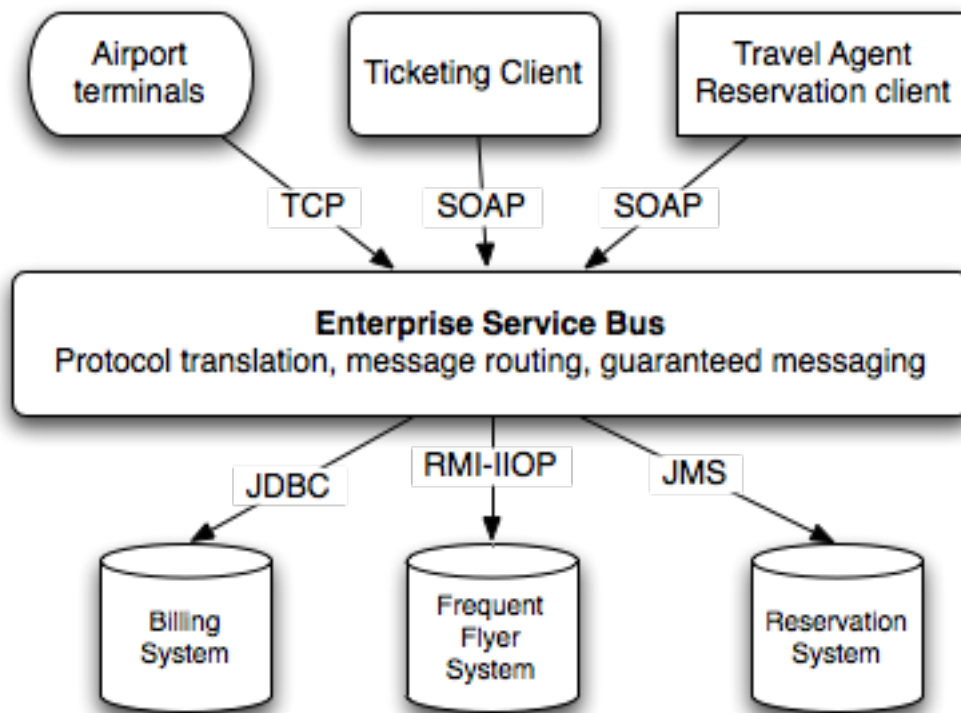 Airport
terminals
Ticketing Client
Travel Agent
Reservation client
TCP
SOAP
SOAP
Enterprise Service Bus
Protocol translation, message routing, guaranteed messaging
JDBC
RMI-IIOP
JMS
Billing
System
Frequent
Flyer
System
Reservation
System